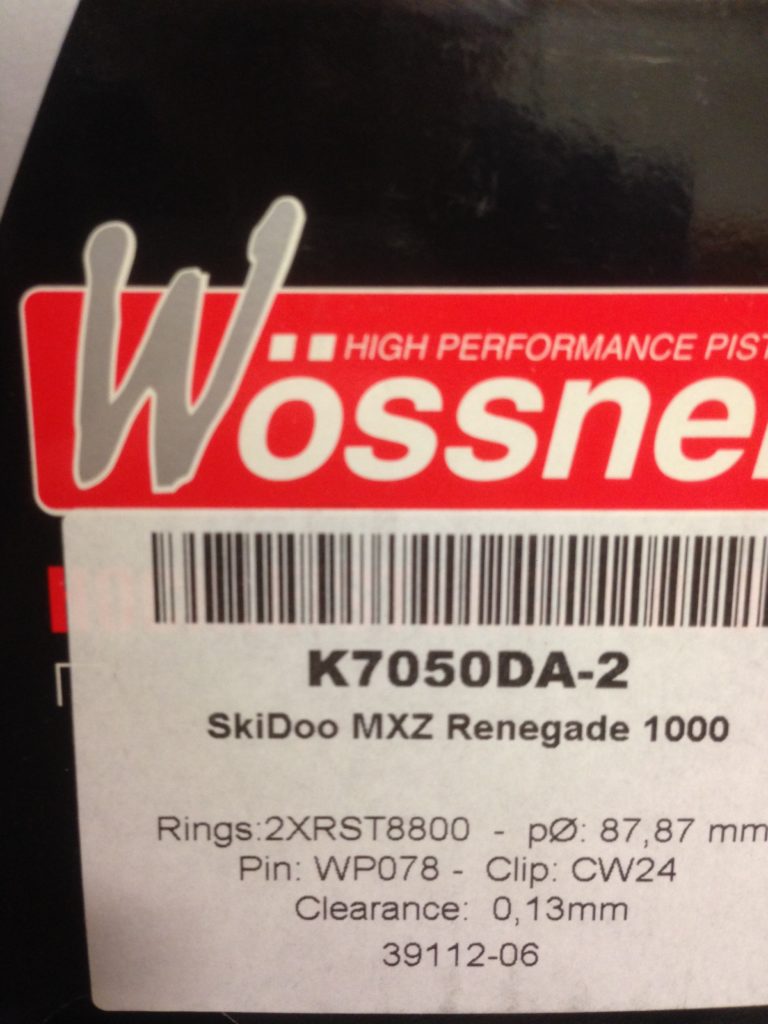 HIGH PERFORMANCE PIST
Wössne
K7050DA-2
SkiDoo MXZ Renegade 1000
Rings:2XRST8800 - pØ: 87,87 mm
Pin: WP078 - Clip: CW24
Clearance: 0,13mm
39112-06